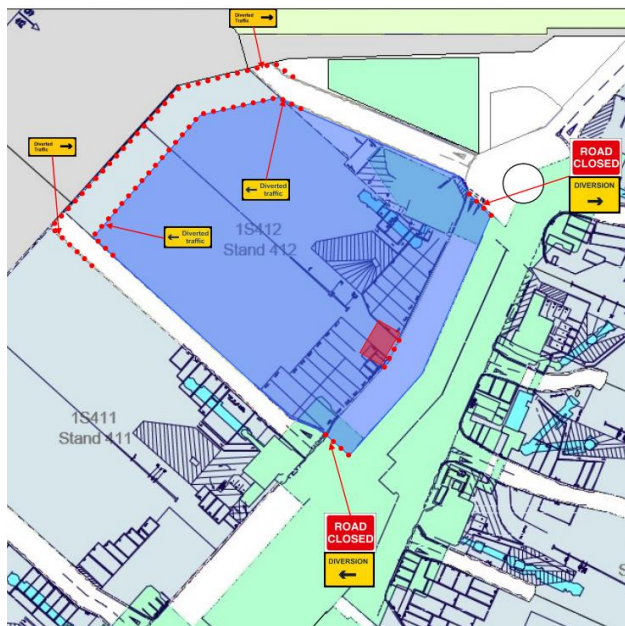 Diverted
Traffic
Diverted
Traffic
ROAD
CLOSED
DIVERSION
Diverted
traffic
Diverted
traffic
1S412
Stand 412
1S411
Stand 411
ROAD
CLOSED
DIVERSION